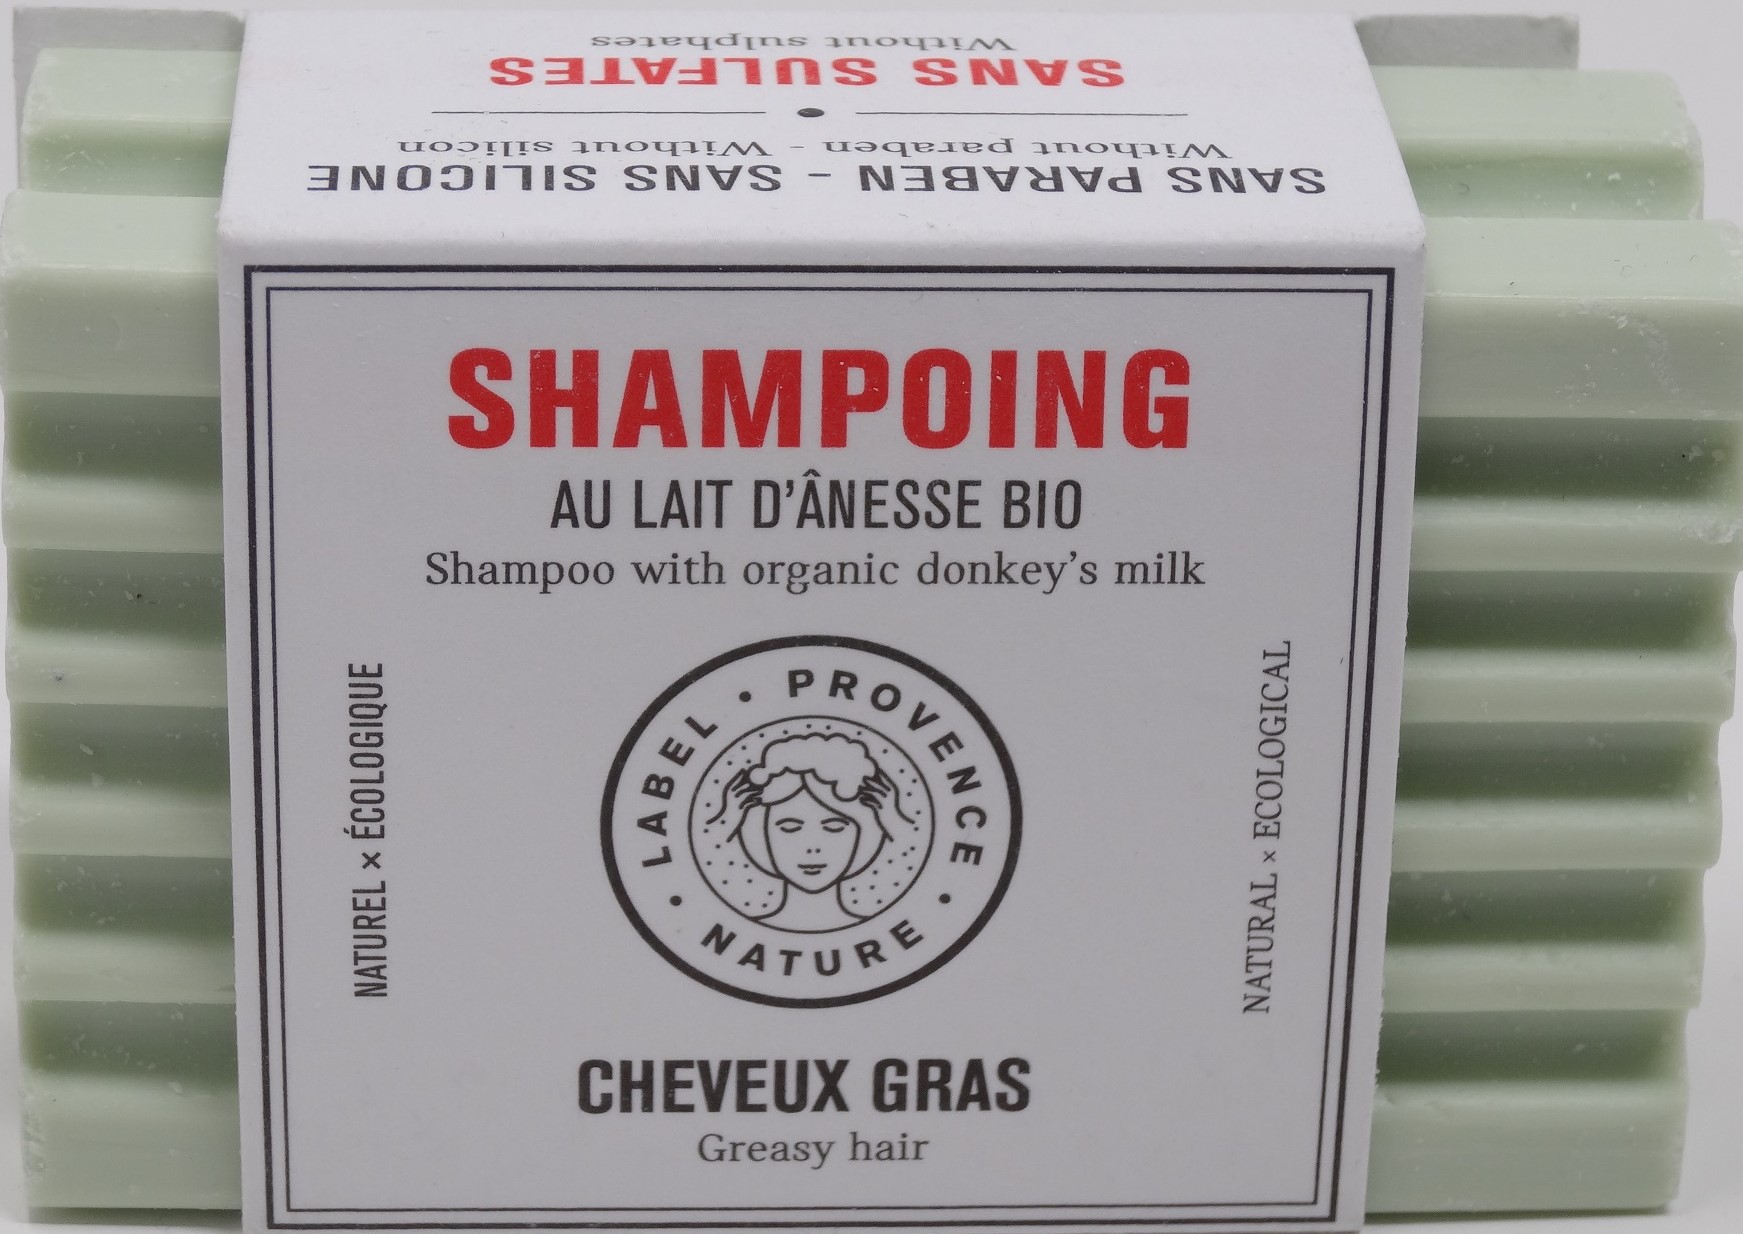 SANS PARABEN - SANS SILICONE
Without paraben - Without silicon
SANS SULFATES
Without sulphates
SHAMPOING
AU LAIT D'ÂNESSE BIO
Shampoo with organic donkey's milk
NATUREL × ÉCOLOGIQUE
LABEL • PROVENCE • NATURE •
NATURAL × ECOLOGICAL
CHEVEUX GRAS
Greasy hair